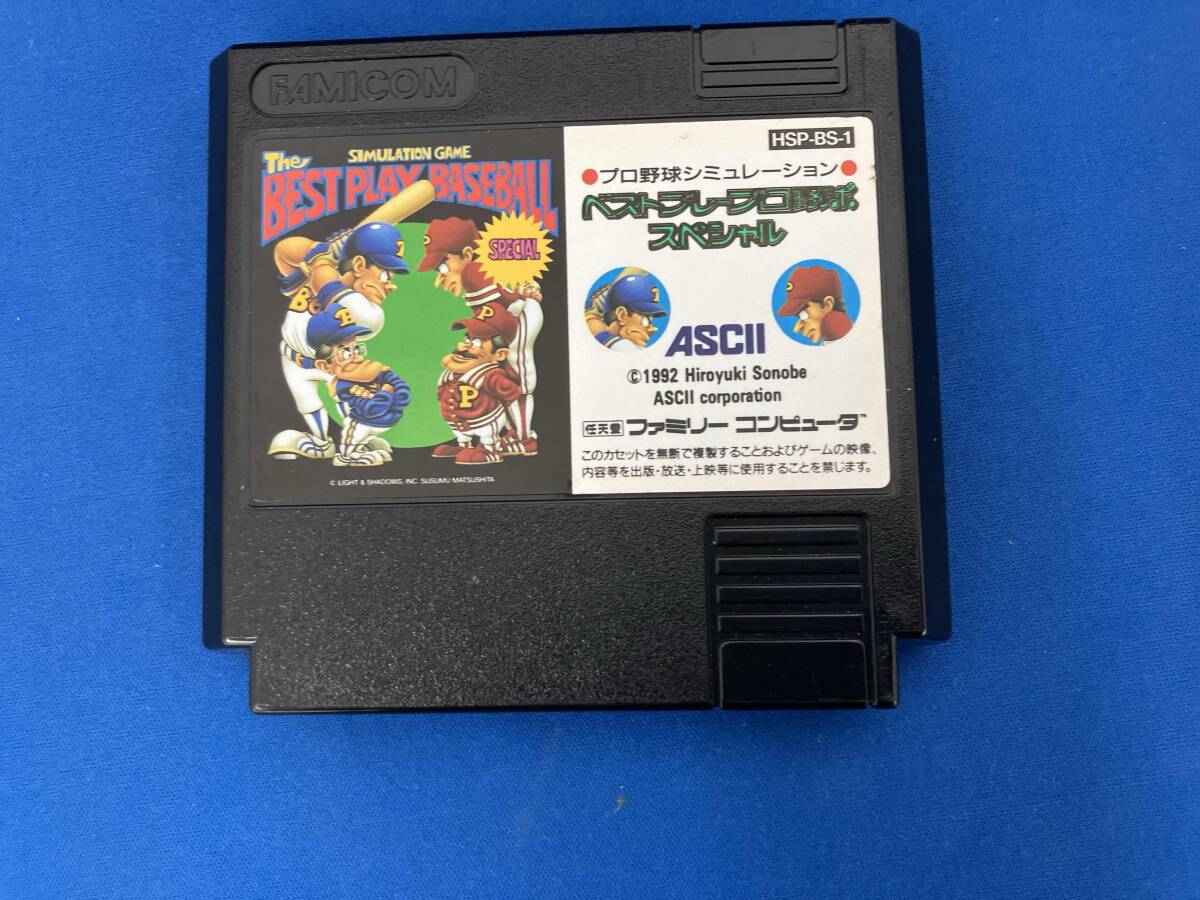 FAMICOM
The
SIMULATION GAME
BEST PLAY BASEBALL
SPECIAL
© LIGHT & SHADOWS. INC. SUSUMU MATSUSHITA
HSP-BS-1
●プロ野球シミュレーション●
ベストプレープロ野球
スペシャル
ASCII
©1992 Hiroyuki Sonobe
ASCII corporation
任天堂 ファミリー コンピュータ™
このカセットを無断で複製することおよびゲームの映像、
内容等を出版・放送・上映等に使用することを禁じます。
B
P
P
P